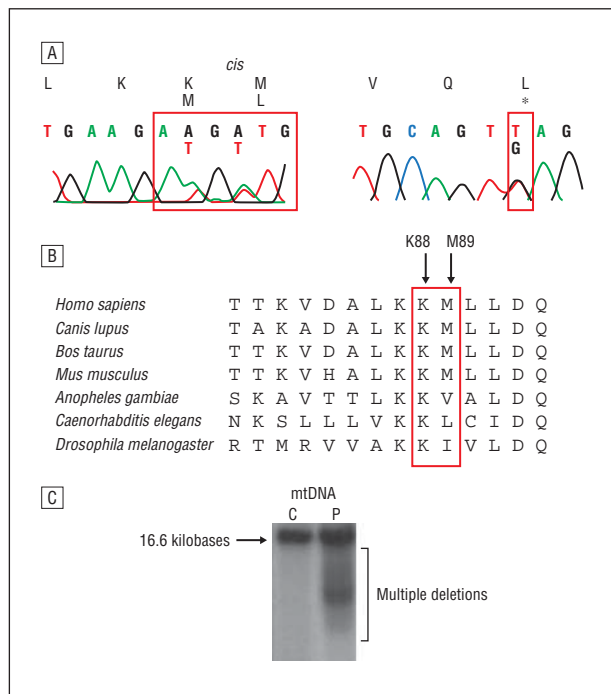 A
cis
L K K M
M L
T G A A G A A G A T G
T T
V Q L
*
T G C A G T T A G
G
K88 M89
B
Homo sapiens T T K V D A L K K M L L D Q
Canis lupus T A K A D A L K K M L L D Q
Bos taurus T T K V D A L K K M L L D Q
Mus musculus T T K V H A L K K M L L D Q
Anopheles gambiae S K A V T T L K K V A L D Q
Caenorhabditis elegans N K S L L L V K K L C I D Q
Drosophila melanogaster R T M R V V A K K I V L D Q
C
mtDNA
C P
16.6 kilobases
Multiple deletions